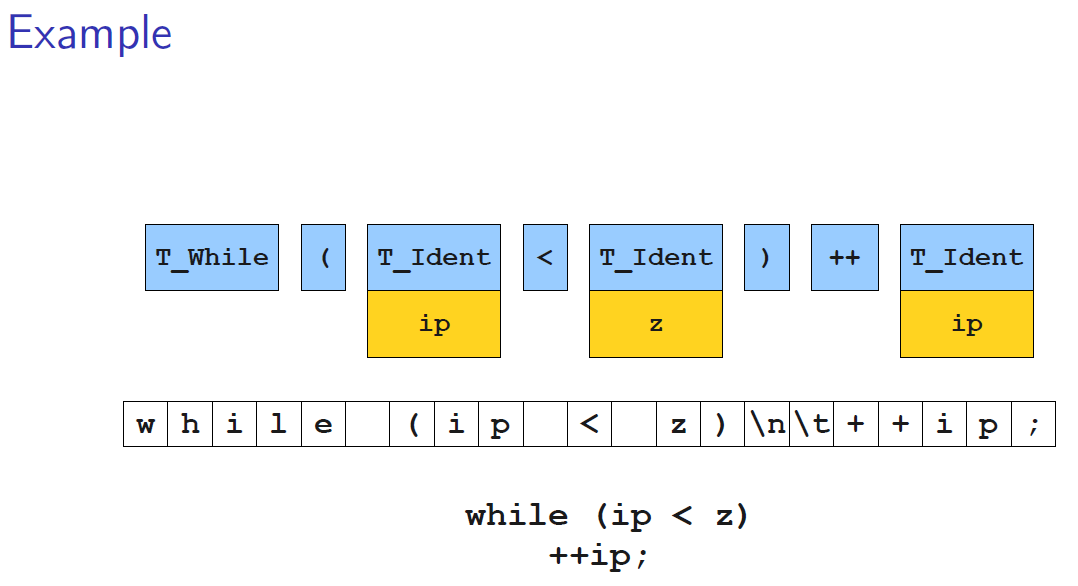 Example
T_While ( T_Ident < T_Ident ) ++ T_Ident
ip z ip
w h i l e ( i p < z ) \n \t + + i p ;
while (ip < z)
++ip;